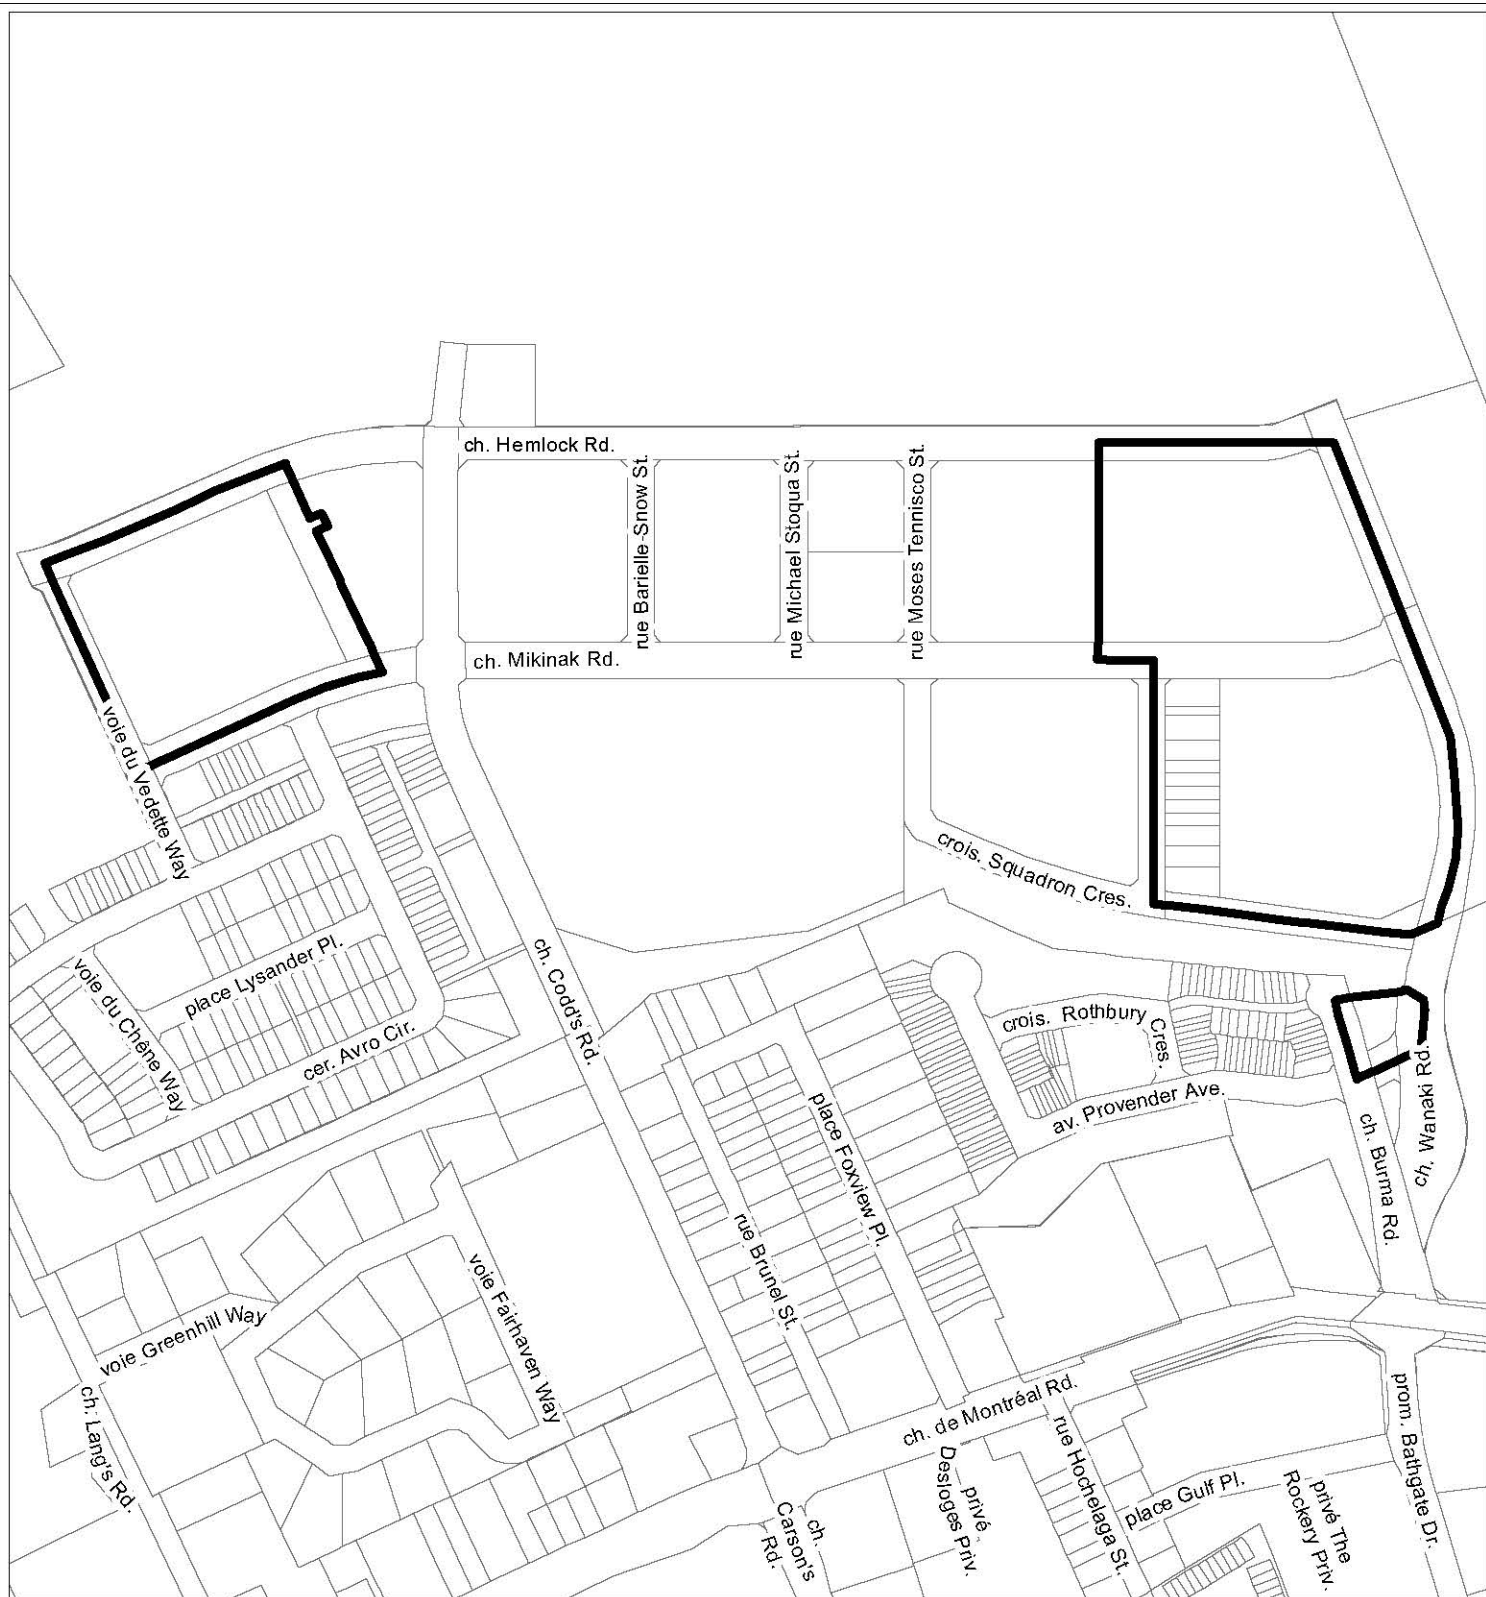 ch. Hemlock Rd.
rue Barielle-Snow St.
rue Michael Stoqua St.
rue Moses Tennisco St.
ch. Mikinak Rd.
voie du Vedette Way
crois. Squadron Cres.
place Lysander Pl.
voie du Chêne Way
cer. Avro Cir.
ch. Codd's Rd.
crois. Rothbury
Cres.
av. Provender Ave.
ch. Wanaki Rd.
ch. Burma Rd.
place Foxview Pl.
rue Brunel St.
voie Greenhill Way
voie Fairhaven Way
ch. Lang's Rd.
ch. de Montréal Rd.
prom. Bathgate Dr.
rue Hochelaga St.
place Gulf Pl.
privé The
Rockery Priv.
privé
Desloges Priv.
ch.
Carson's
Rd.